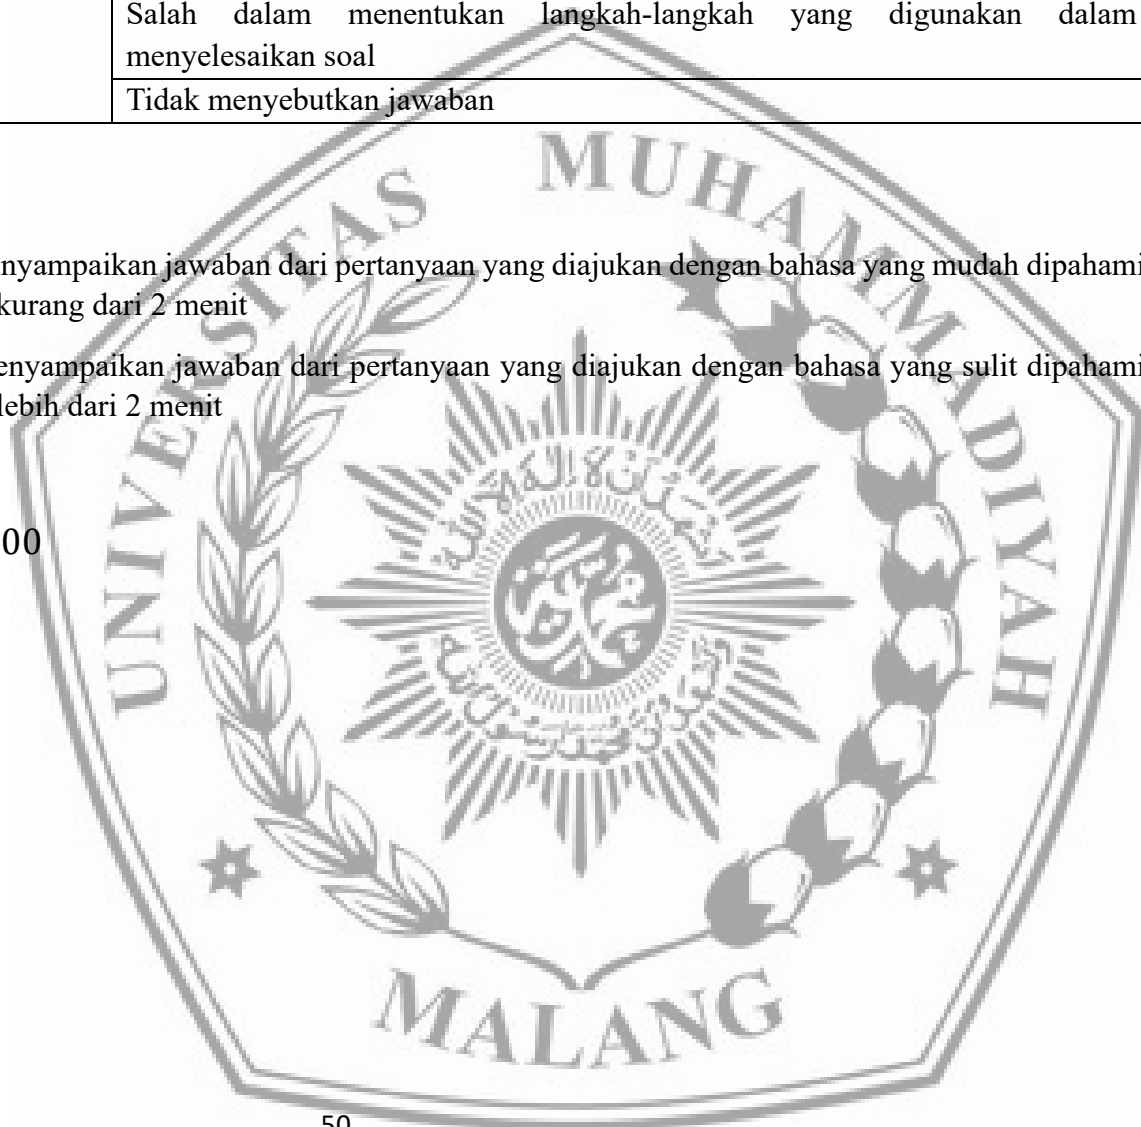 Salah dalam menentukan langkah-langkah yang digunakan dalam
menyelesaikan soal
Tidak menyebutkan jawaban
nyampaikan jawaban dari pertanyaan yang diajukan dengan bahasa yang mudah dipahami
kurang dari 2 menit
enyampaikan jawaban dari pertanyaan yang diajukan dengan bahasa yang sulit dipahami
lebih dari 2 menit
00
UNIVERSITAS MUHAMMADIYAH
MALANG
50